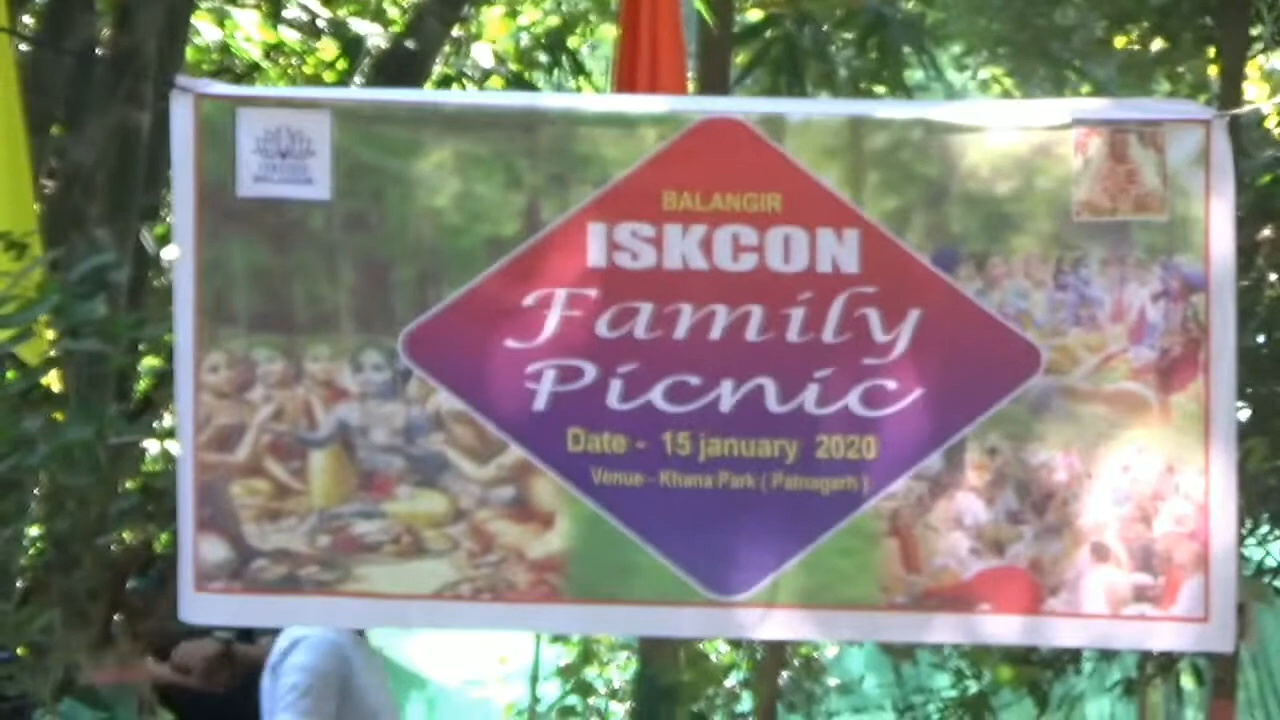 BALANGIR
ISKCON
Family
Picnic
Date - 15 january 2020
Venue - Khana Park ( Patnagarh )